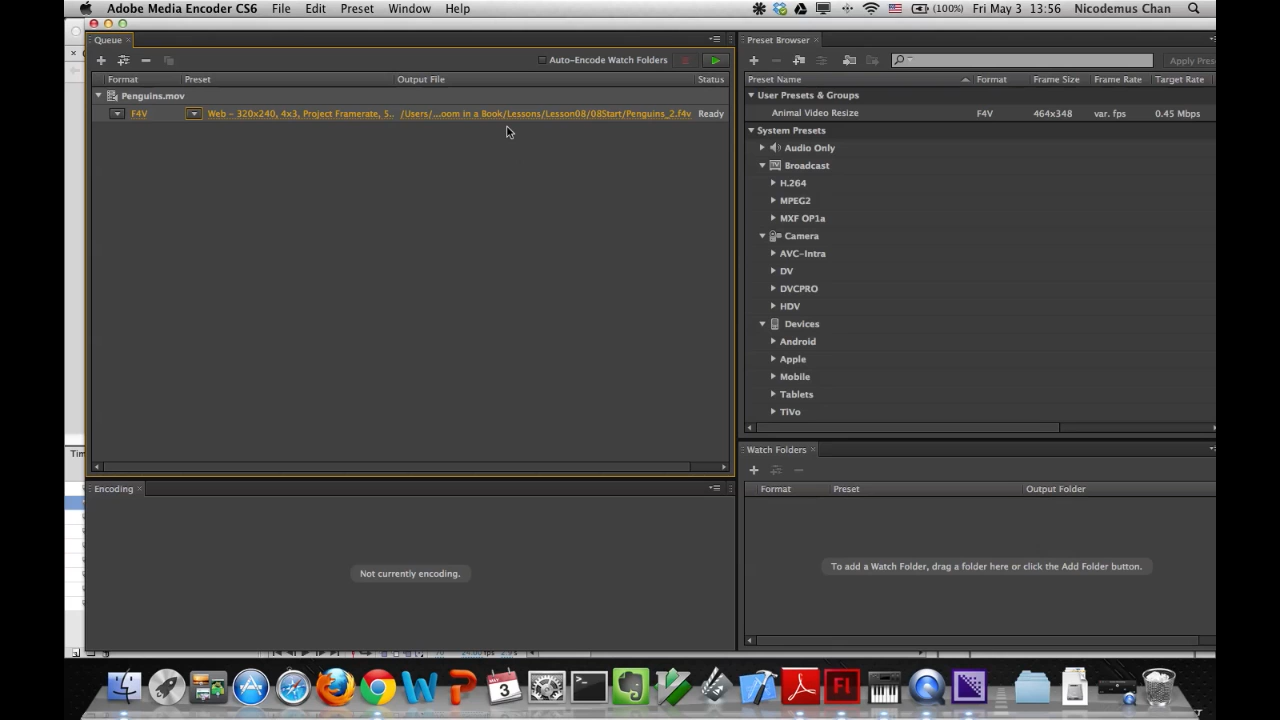 Adobe Media Encoder CS6 File Edit Preset Window Help (100%) Fri May 3 13:56 Nicodemus Chan
Queue
Auto-Encode Watch Folders
Format Preset Output File Status
Penguins.mov
F4V Web – 320x240, 4x3, Project Framerate, 5.. /Users/...oom in a Book/Lessons/Lesson08/08Start/Penguins_2.f4v Ready
Preset Browser
Apply Pres
Preset Name Format Frame Size Frame Rate Target Rate
User Presets & Groups
Animal Video Resize F4V 464x348 var. fps 0.45 Mbps
System Presets
Audio Only
Broadcast
H.264
MPEG2
MXF OP1a
Camera
AVC-Intra
DV
DVCPRO
HDV
Devices
Android
Apple
Mobile
Tablets
TiVo
Watch Folders
Format Preset Output Folder
To add a Watch Folder, drag a folder here or click the Add Folder button.
Tim
Encoding
Not currently encoding.
MAY
3
Fl